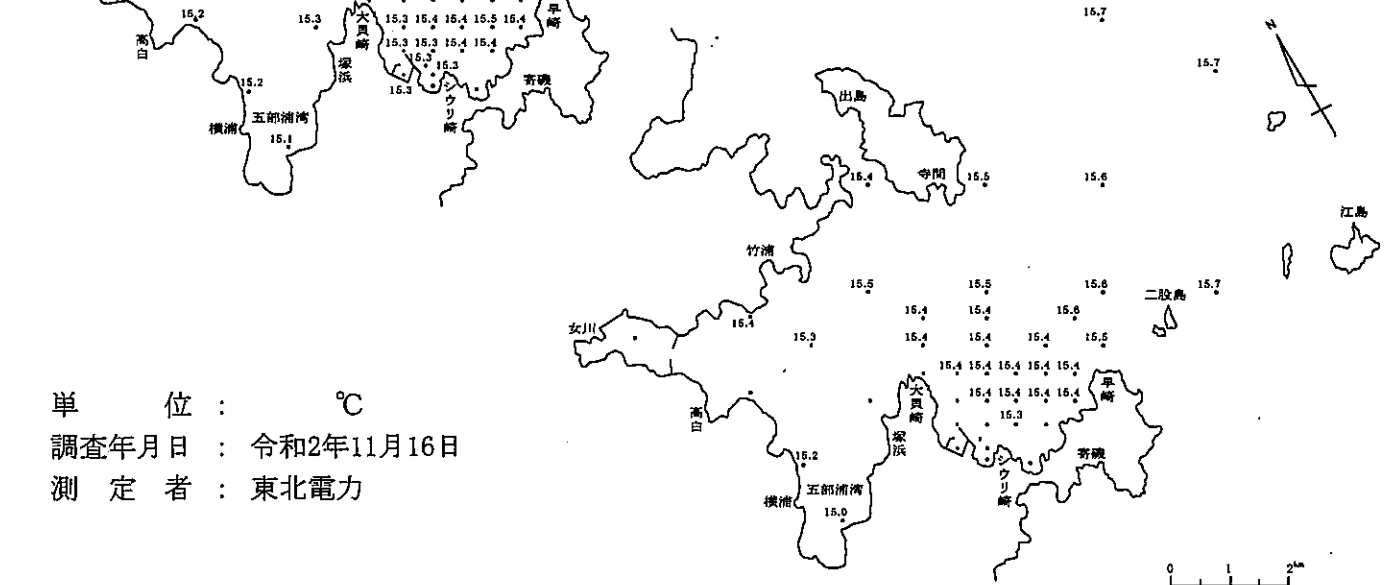 15.2 15.3 大貝崎 15.3 15.4 15.4 15.5 15.4 早崎 15.7
高白 15.3 15.3 15.4 15.4
15.3 15.3
15.2 塚浜 15.3 シウリ崎 寄磯 15.7
横浦 五部浦湾
15.1
出島
寺間
15.4 15.5 15.6
江島
竹浦
15.5 15.5 15.6 二股島 15.7
女川 15.4 15.4 15.4 15.6
15.3 15.4 15.4 15.4 15.5
15.4 15.4 15.4 15.4 15.4
高白 大貝崎 15.4 15.4 15.4 15.4 早崎
15.3
塚浜
15.2 シウリ崎 寄磯
横浦 五部浦湾
15.0
単 位 : ℃
調査年月日 : 令和2年11月16日
測 定 者 : 東北電力
0 1 2km
N